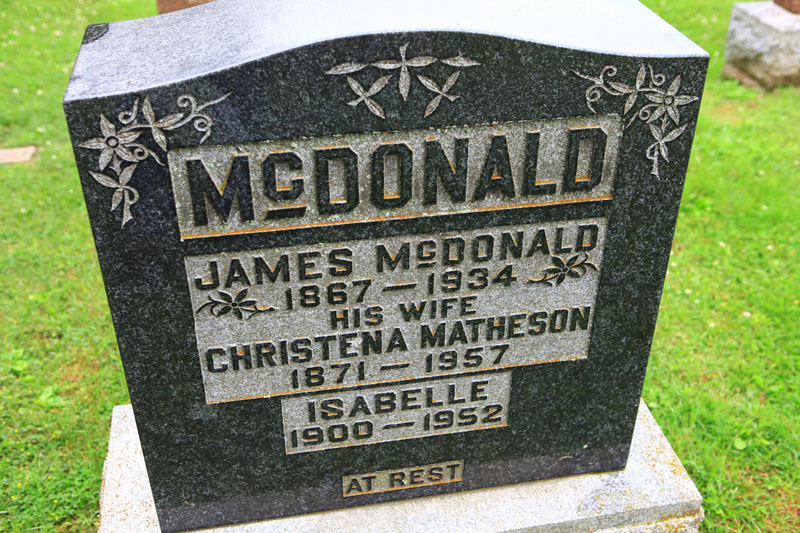 McDONALD
JAMES McDONALD
1867 — 1934
HIS WIFE
CHRISTENA MATHESON
1871 — 1957
ISABELLE
1900 — 1952
AT REST